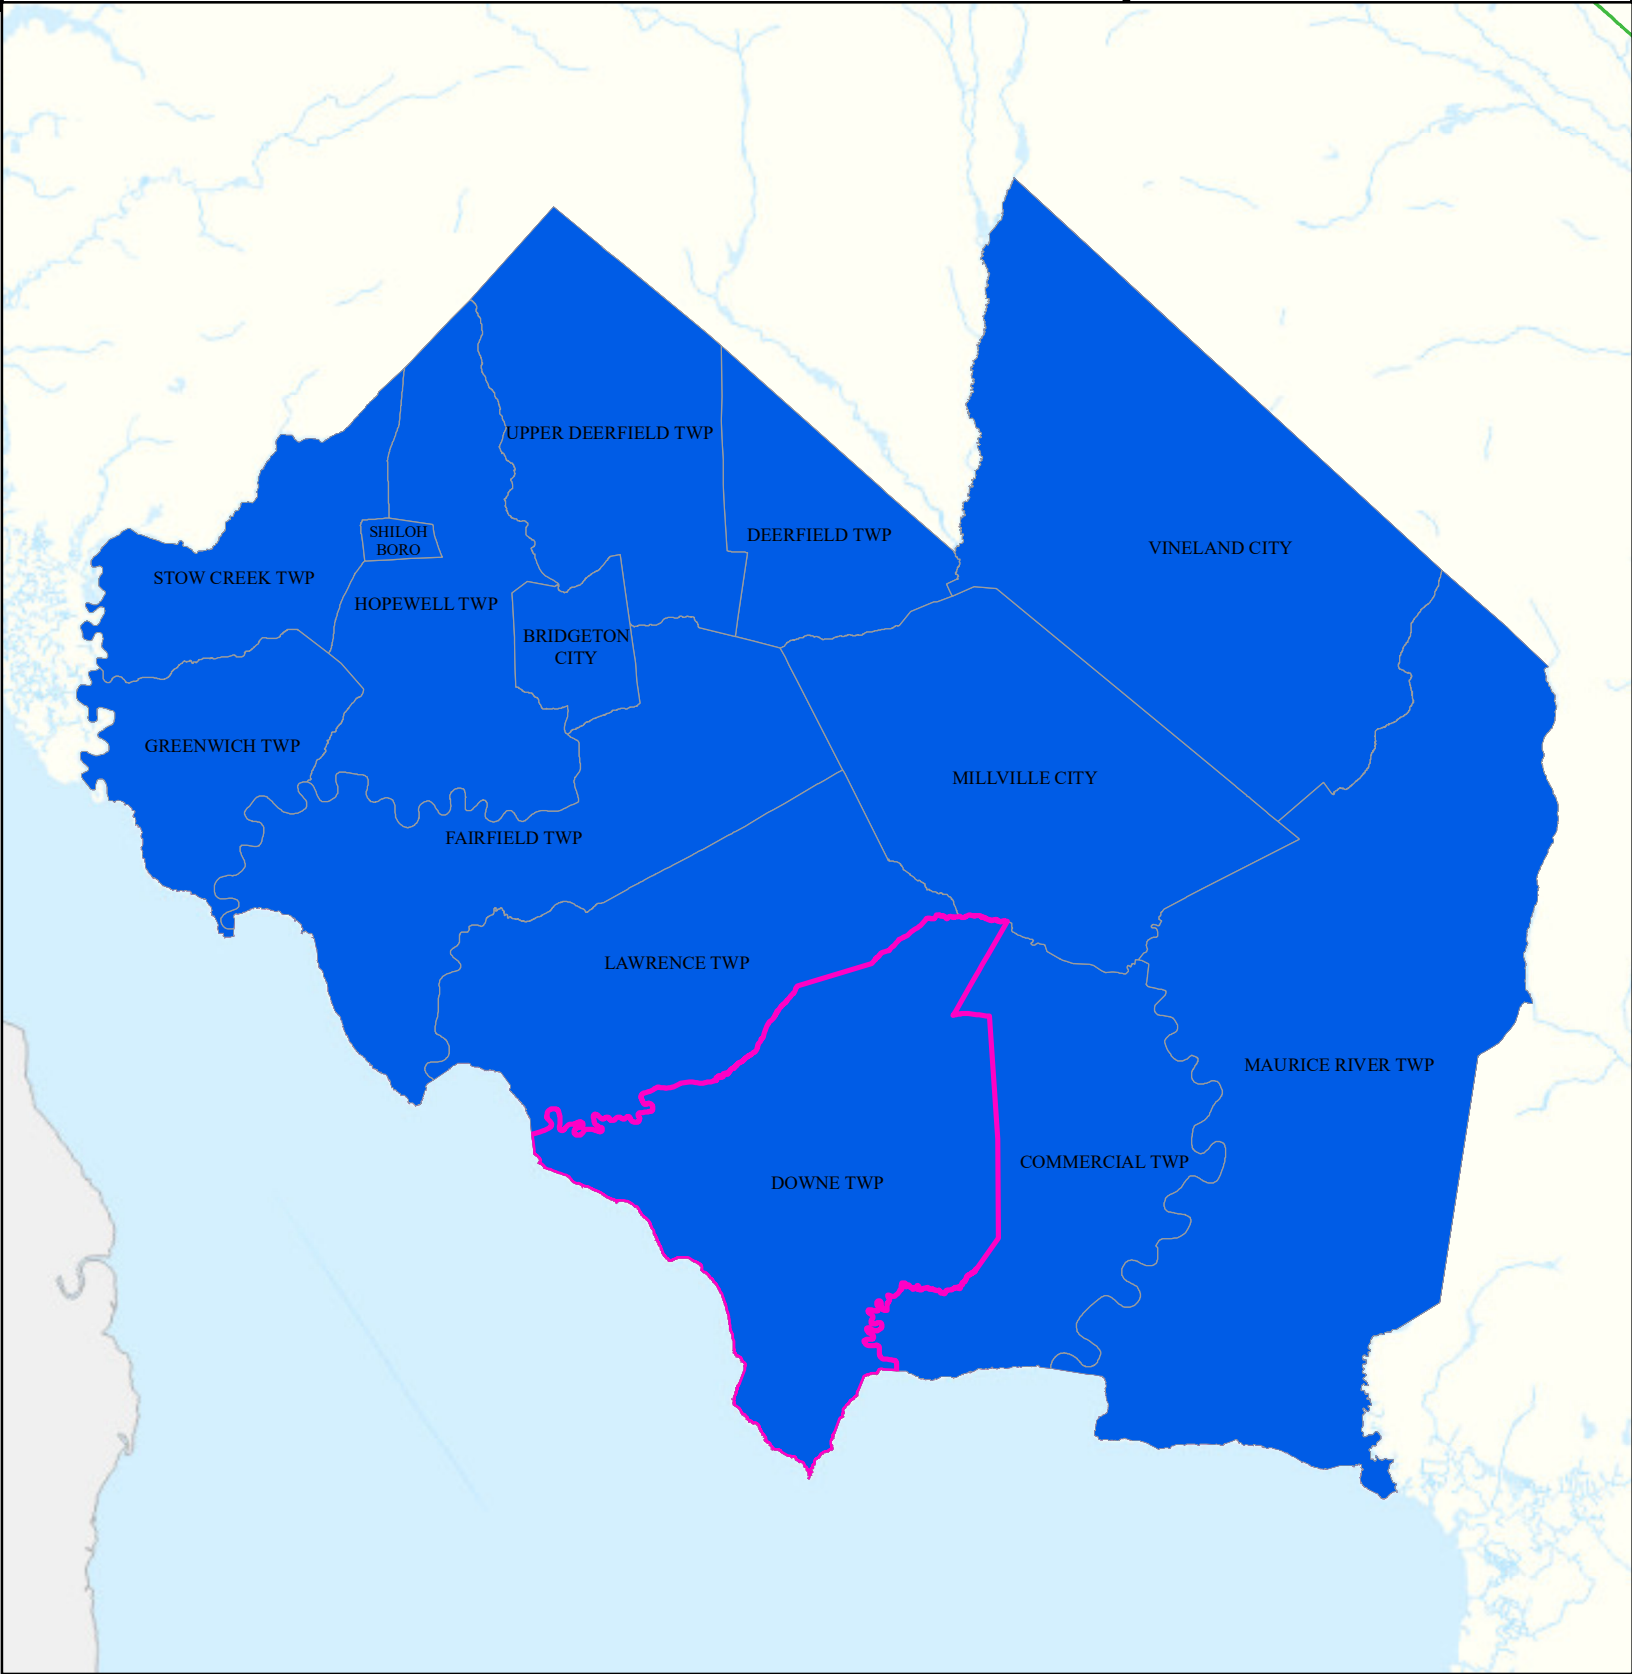 UPPER DEERFIELD TWP
SHILOH
BORO
DEERFIELD TWP
VINELAND CITY
STOW CREEK TWP
HOPEWELL TWP
BRIDGETON
CITY
GREENWICH TWP
MILLVILLE CITY
FAIRFIELD TWP
LAWRENCE TWP
MAURICE RIVER TWP
COMMERCIAL TWP
DOWNE TWP